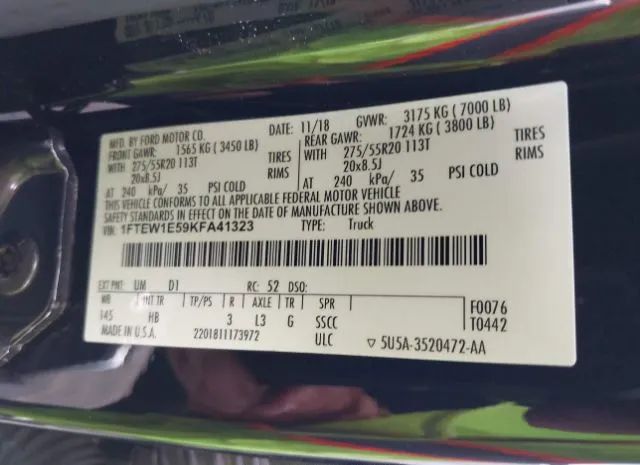 MFD. BY FORD MOTOR CO.
DATE: 11/18 GVWR: 3175 KG ( 7000 LB)
FRONT GAWR: 1565 KG ( 3450 LB) REAR GAWR: 1724 KG ( 3800 LB)
WITH 275/55R20 113T TIRES WITH 275/55R20 113T TIRES
20x8.5J RIMS 20x8.5J RIMS
AT 240 kPa/ 35 PSI COLD AT 240 kPa/ 35 PSI COLD
THIS VEHICLE CONFORMS TO ALL APPLICABLE FEDERAL MOTOR VEHICLE
SAFETY STANDARDS IN EFFECT ON THE DATE OF MANUFACTURE SHOWN ABOVE.
VIN: 1FTEW1E59KFA41323 TYPE: Truck
EXT PNT: UM D1 RC: 52 DSO:
WB INT TR TP/PS R AXLE TR SPR F0076
145 HB 3 L3 G SSCC T0442
MADE IN U.S.A. 2201811173972 ULC ▽ 5U5A-3520472-AA